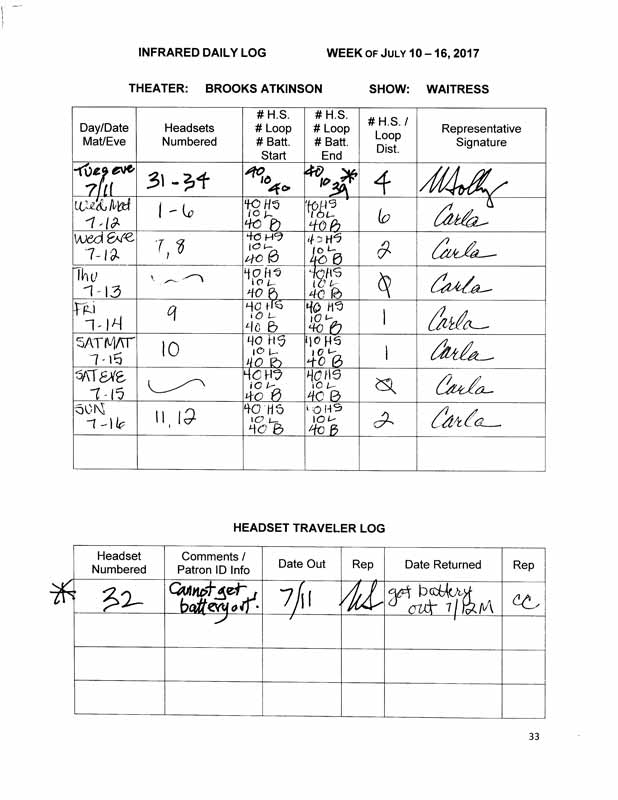 INFRARED DAILY LOG WEEK OF JULY 10 – 16, 2017
THEATER: BROOKS ATKINSON SHOW: WAITRESS
Day/Date Mat/Eve Headsets Numbered # H.S. # Loop # Batt. Start # H.S. # Loop # Batt. End # H.S. / Loop Dist. Representative Signature
Tues eve 7/11 31-34 40 10 40 40 10 39 * 4
Wed Mat 7-12 1-6 40 HS 10 L 40 B 40 HS 10 L 40 B 6 Carla
Wed Eve 7-12 7, 8 40 HS 10 L 40 B 40 HS 10 L 40 B 2 Carla
Thu 7-13 40 HS 10 L 40 B 40 HS 10 L 40 B 0 Carla
FRI 7-14 9 40 HS 10 L 40 B 40 HS 10 L 40 B 1 Carla
SAT MAT 7-15 10 40 HS 10 L 40 B 40 HS 10 L 40 B 1 Carla
SAT EVE 7-15 40 HS 10 L 40 B 40 HS 10 L 40 B 0 Carla
SUN 7-16 11, 12 40 HS 10 L 40 B 40 HS 10 L 40 B 2 Carla
HEADSET TRAVELER LOG
Headset Numbered Comments / Patron ID Info Date Out Rep Date Returned Rep
* 32 Cannot get battery out. 7/11 got battery out 7/12M CC
33